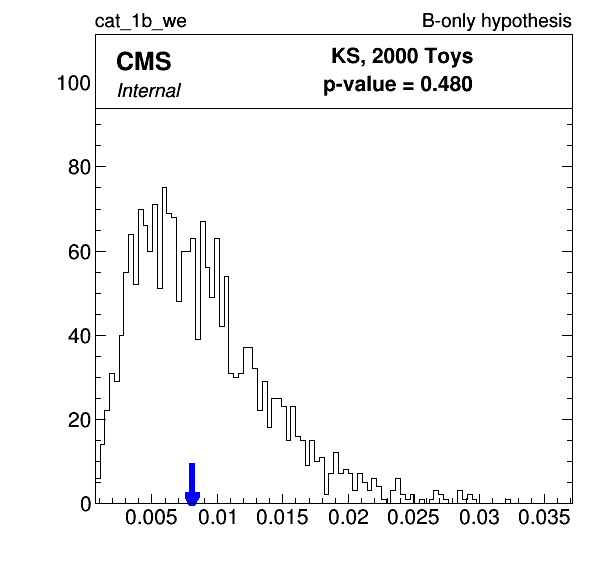 cat_1b_we
B-only hypothesis
CMS
KS, 2000 Toys
Internal
p-value = 0.480
100
80
60
40
20
0
0.005 0.01 0.015 0.02 0.025 0.03 0.035